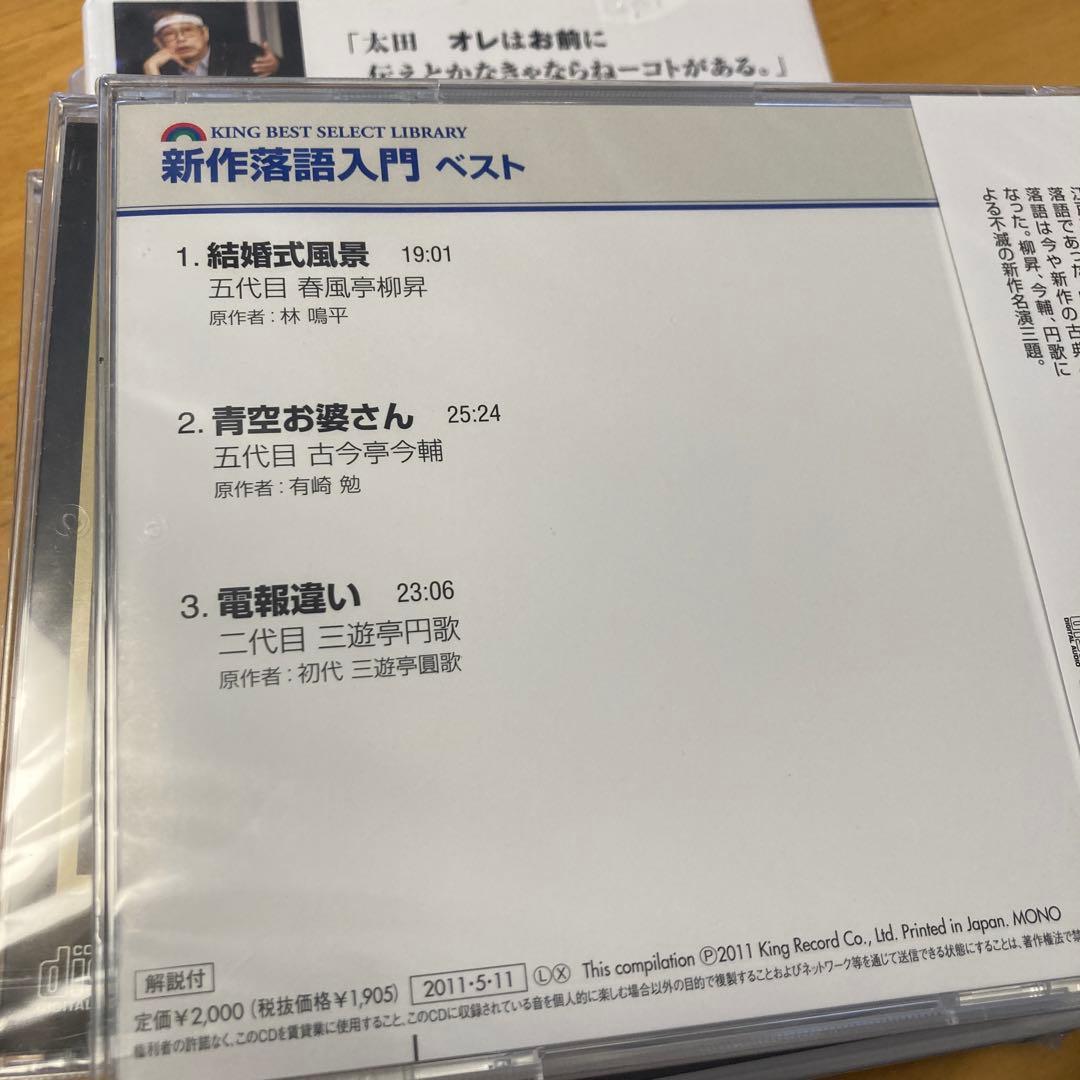 「太田 オレはお前に
伝えとかなきゃならねーコトがある。」
KING BEST SELECT LIBRARY
新作落語入門 ベスト
1. 結婚式風景 19:01
五代目 春風亭柳昇
原作者:林 鳴平
2. 青空お婆さん 25:24
五代目 古今亭今輔
原作者:有崎 勉
3. 電報違い 23:06
二代目 三遊亭円歌
原作者:初代 三遊亭圓歌
落語であった
落語は今や新作の古典
なった。柳昇、今輔、円歌に
よる不滅の新作名演三題。
DIGITAL AUDIO
This compilation Ⓟ2011 King Record Co., Ltd. Printed in Japan. MONO
解説付
定価¥2,000 (税抜価格¥1,905) 2011・5・11 Ⓛ Ⓧ
権利者の許諾なく、このCDを賃貸業に使用すること、このCDに収録されている音を個人的に楽しむ場合以外の目的で複製することおよびネットワーク等を通じて送信できる状態にすることは、著作権法で禁